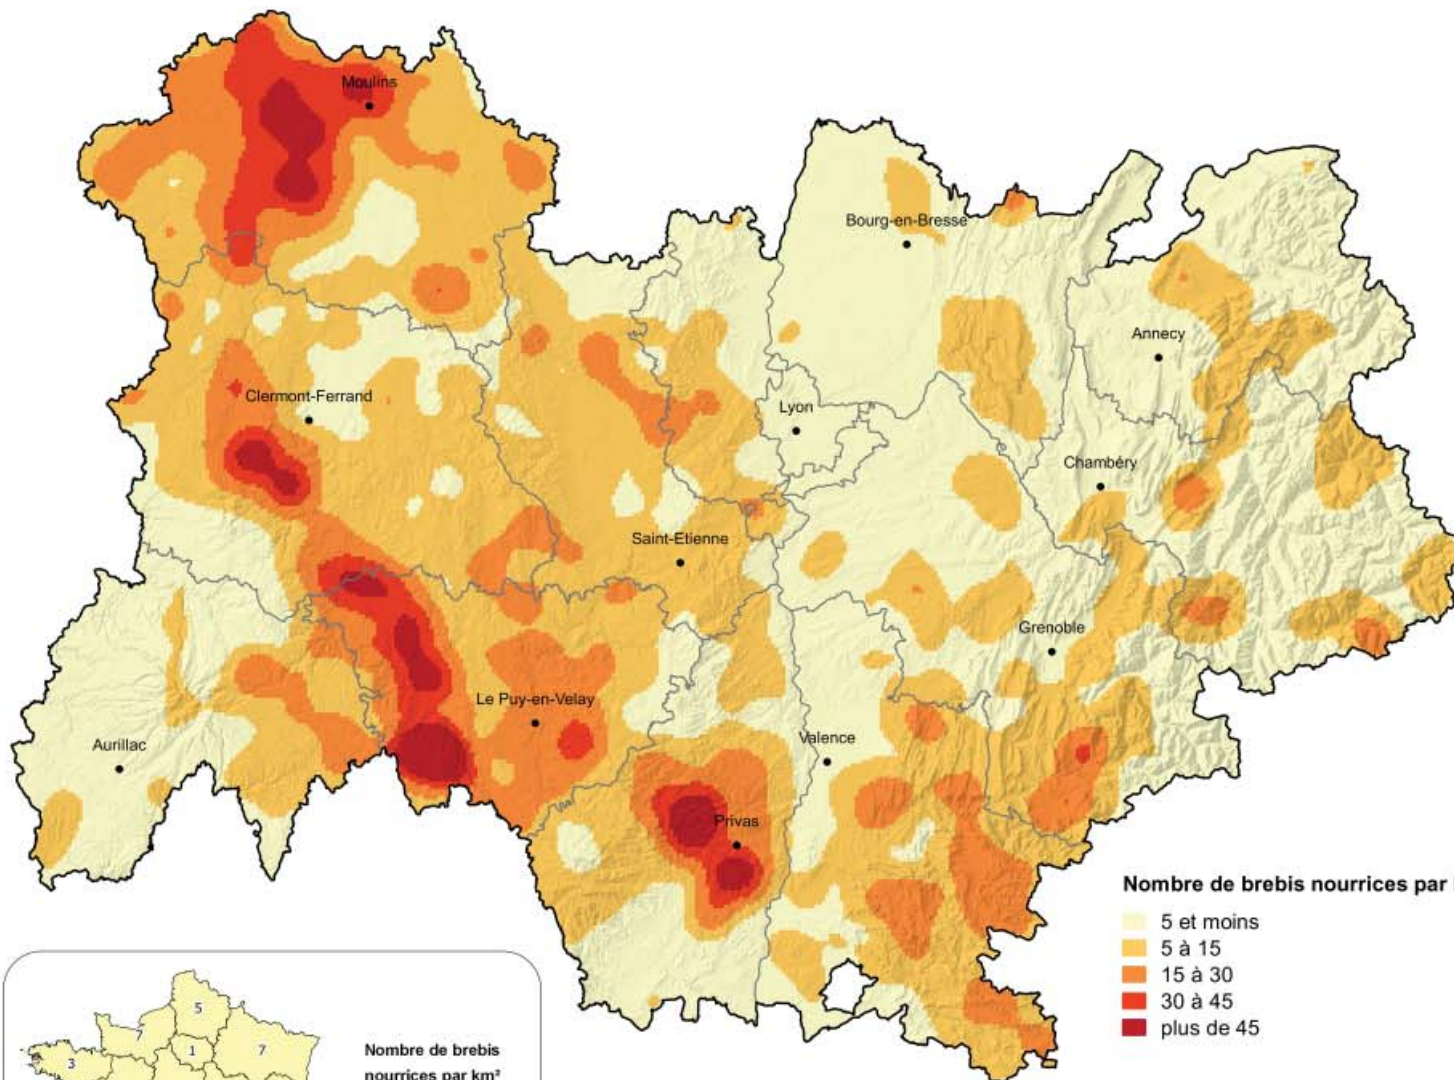 Moulins
Bourg-en-Bresse
Annecy
Clermont-Ferrand
Lyon
Chambéry
Saint-Etienne
Grenoble
Le Puy-en-Velay
Aurillac
Valence
Privas
Nombre de brebis nourrices par
5 et moins
5 à 15
15 à 30
30 à 45
plus de 45
5
7
1
7
3
Nombre de brebis
nourrices par km²